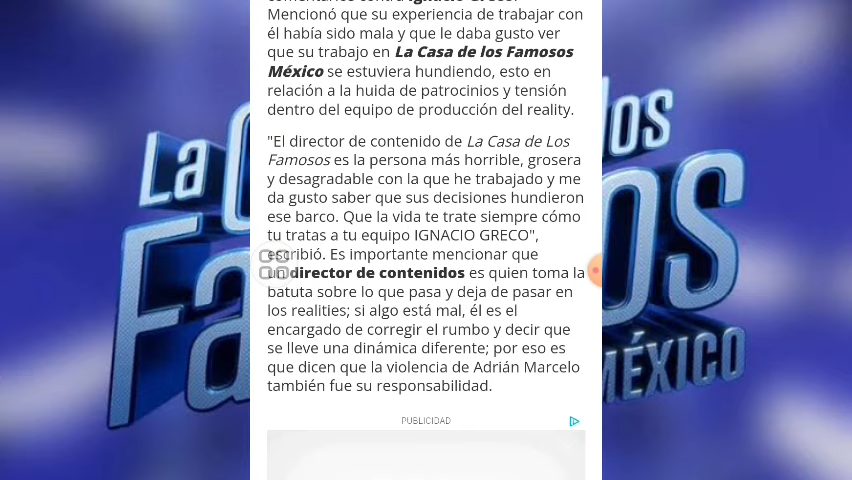 Mencionó que su experiencia de trabajar con
él había sido mala y que le daba gusto ver
que su trabajo en La Casa de los Famosos
México se estuviera hundiendo, esto en
relación a la huida de patrocinios y tensión
dentro del equipo de producción del reality.
"El director de contenido de La Casa de Los
Famosos es la persona más horrible, grosera
y desagradable con la que he trabajado y me
da gusto saber que sus decisiones hundieron
ese barco. Que la vida te trate siempre cómo
tu tratas a tu equipo IGNACIO GRECO",
escribió. Es importante mencionar que
un director de contenidos es quien toma la
batuta sobre lo que pasa y deja de pasar en
los realities; si algo está mal, él es el
encargado de corregir el rumbo y decir que
se lleve una dinámica diferente; por eso es
que dicen que la violencia de Adrián Marcelo
también fue su responsabilidad.
PUBLICIDAD
La
Fa
os
MÉXICO